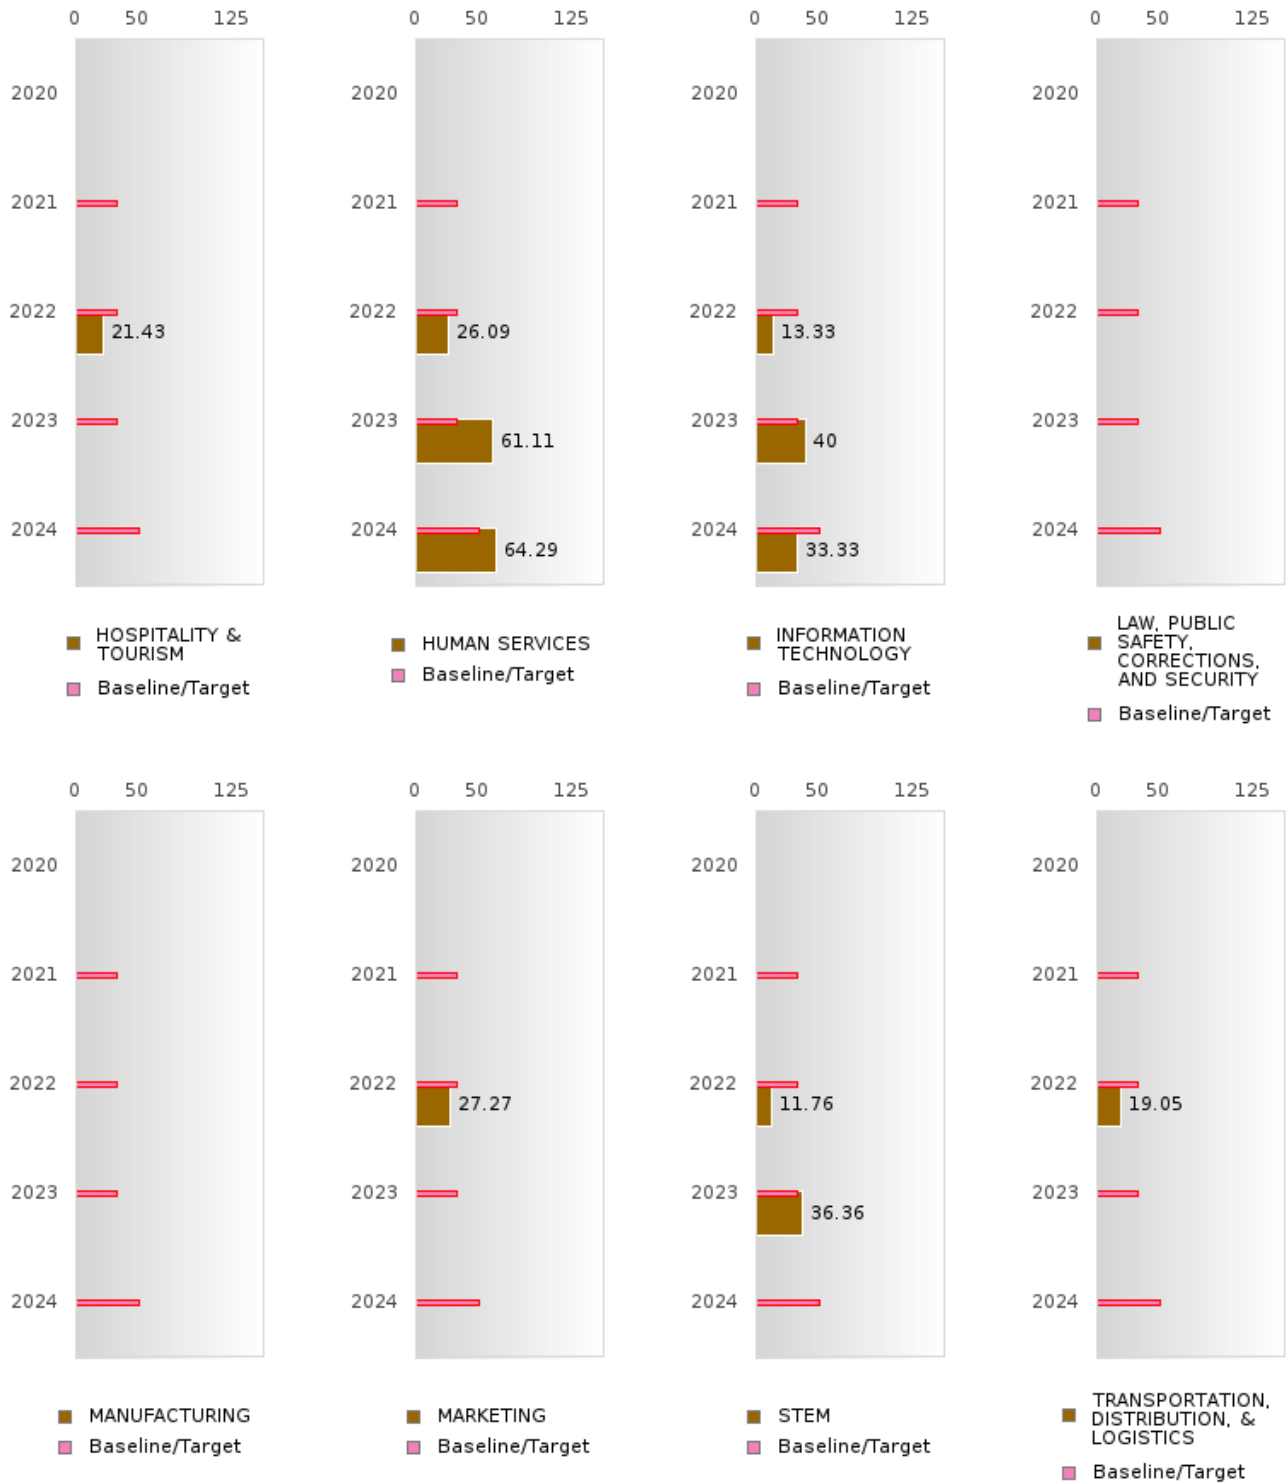 0 50 125
2020
2021
2022
21.43
2023
2024
HOSPITALITY &
TOURISM
Baseline/Target
0 50 125
2020
2021
2022
26.09
2023
61.11
2024
64.29
HUMAN SERVICES
Baseline/Target
0 50 125
2020
2021
2022
13.33
2023
40
2024
33.33
INFORMATION
TECHNOLOGY
Baseline/Target
0 50 125
2020
2021
2022
2023
2024
LAW, PUBLIC
SAFETY,
CORRECTIONS,
AND SECURITY
Baseline/Target
0 50 125
2020
2021
2022
2023
2024
MANUFACTURING
Baseline/Target
0 50 125
2020
2021
2022
27.27
2023
2024
MARKETING
Baseline/Target
0 50 125
2020
2021
2022
11.76
2023
36.36
2024
STEM
Baseline/Target
0 50 125
2020
2021
2022
19.05
2023
2024
TRANSPORTATION,
DISTRIBUTION, &
LOGISTICS
Baseline/Target